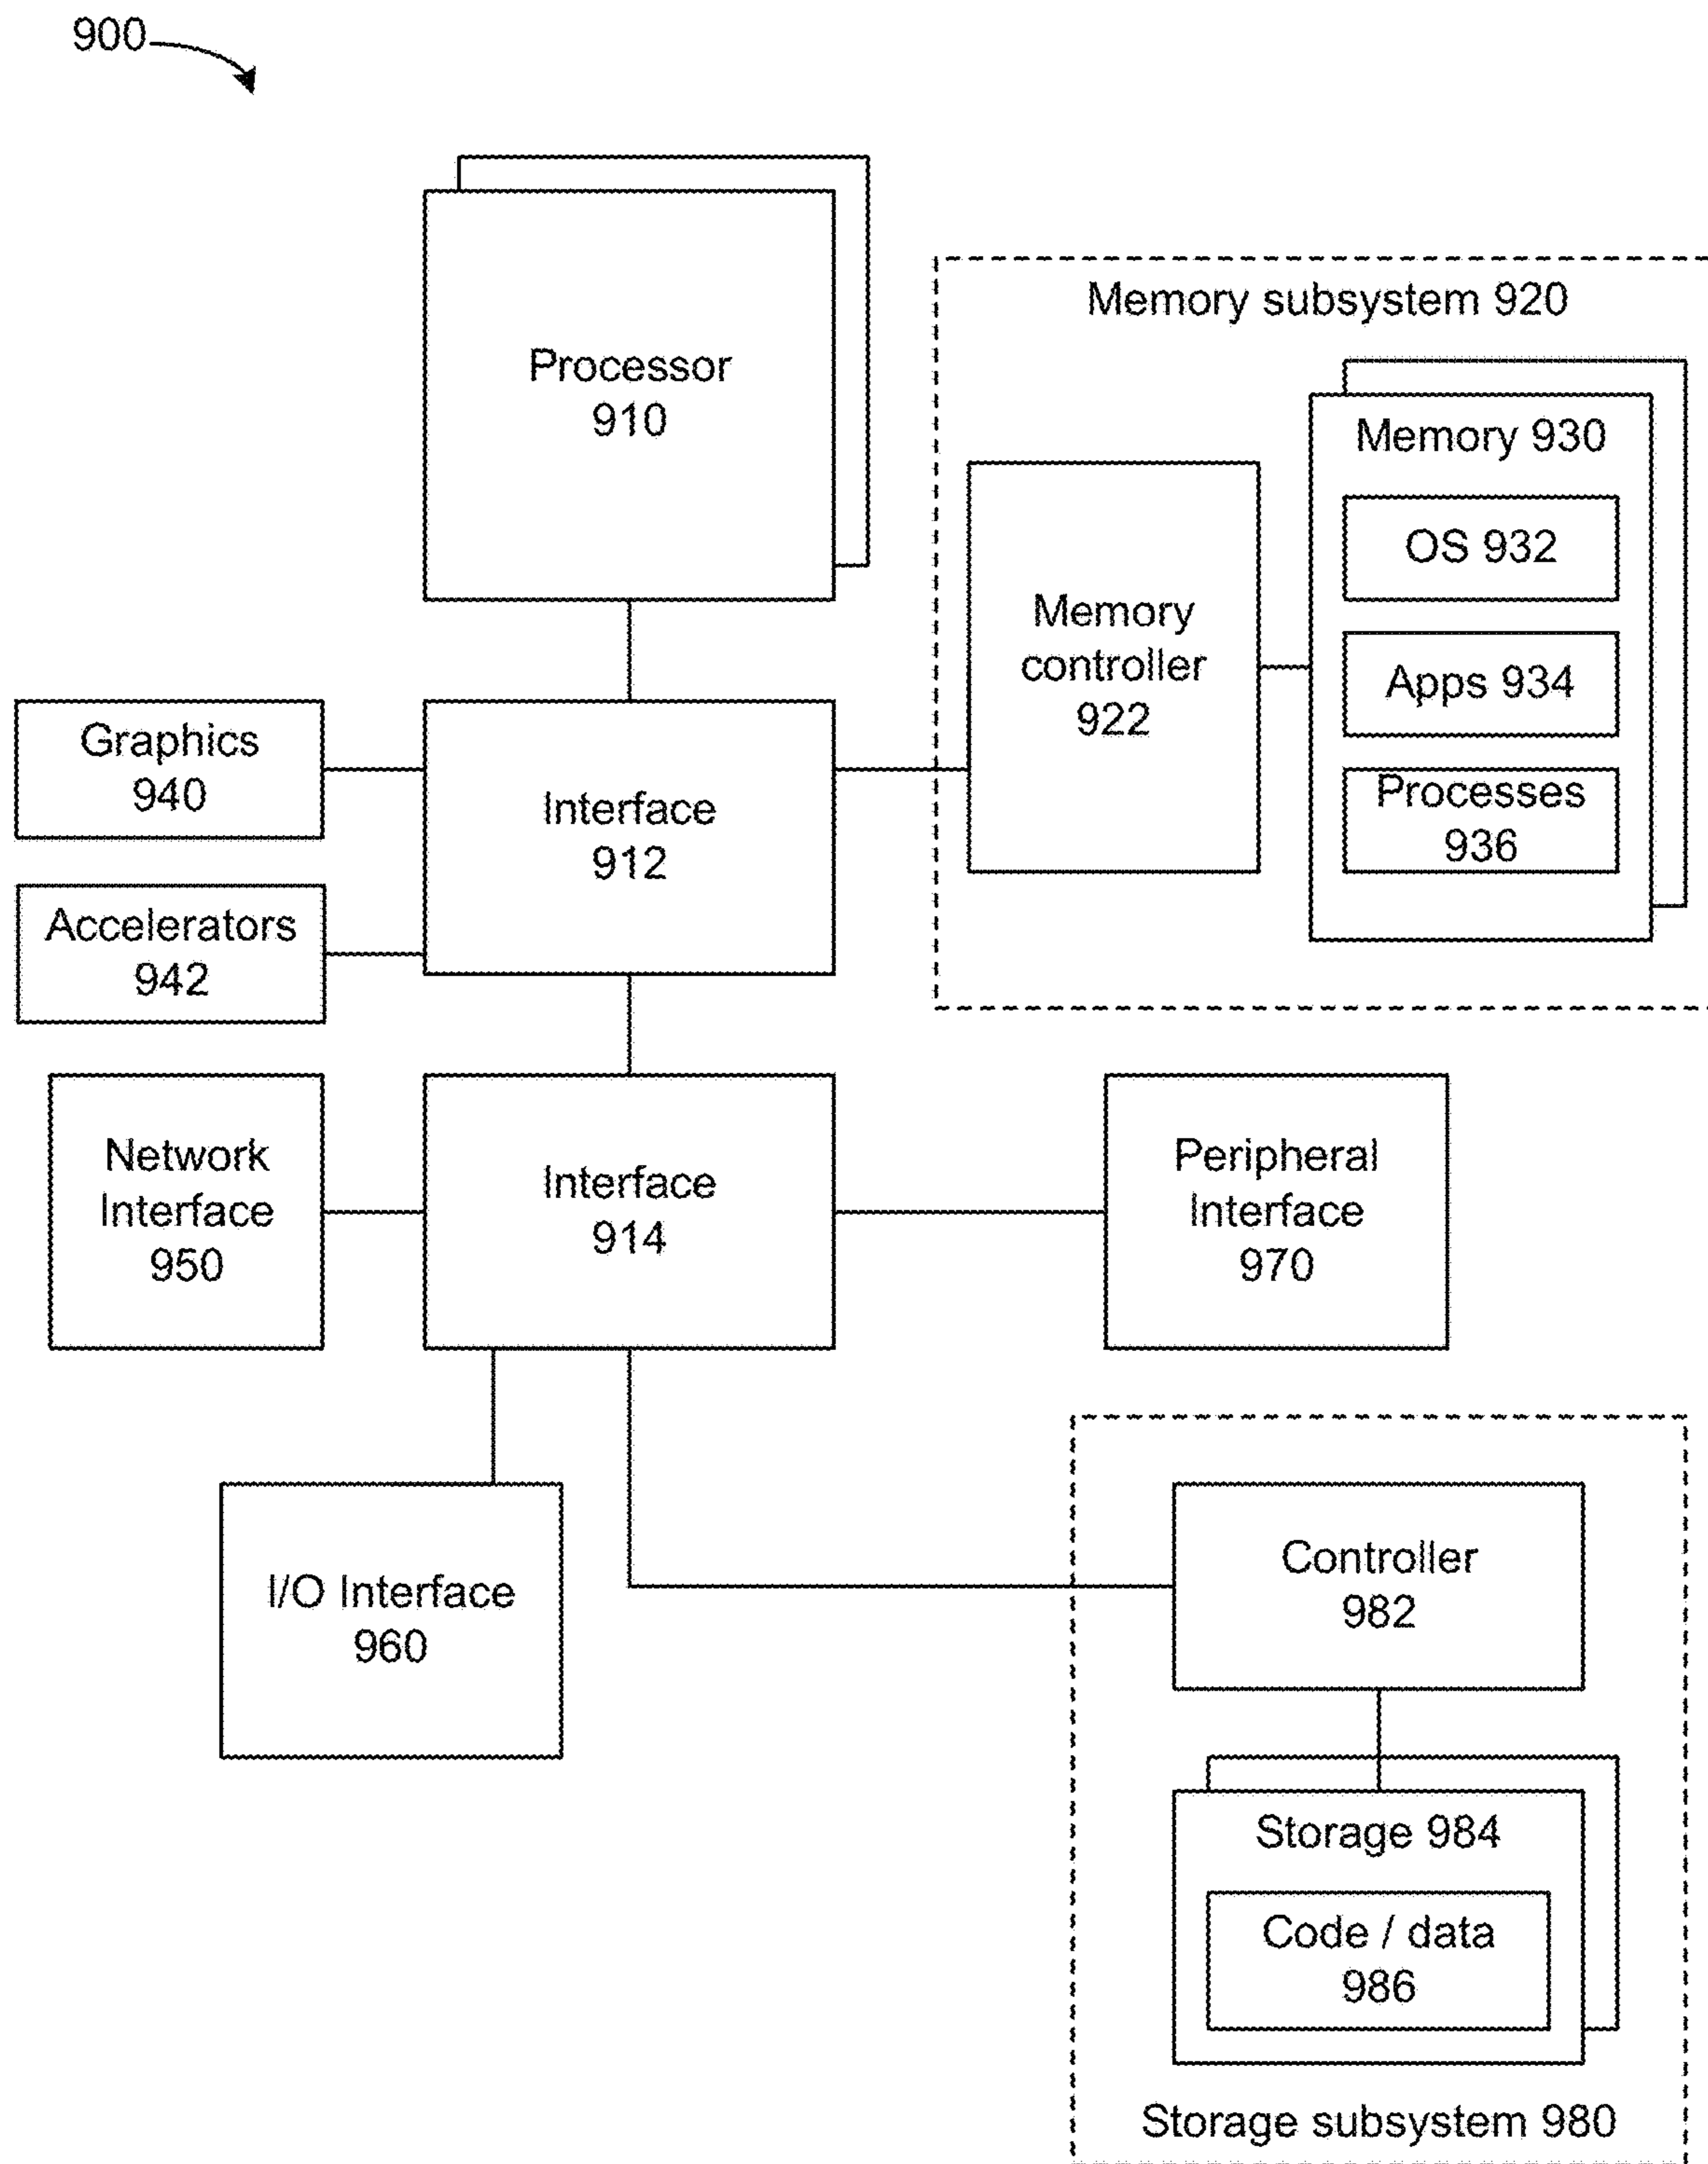 900
Processor
910
Memory subsystem 920
Memory 930
OS 932
Apps 934
Processes
936
Memory
controller
922
Graphics
940
Interface
912
Accelerators
942
Network
Interface
950
Interface
914
Peripheral
Interface
970
I/O Interface
960
Controller
982
Storage 984
Code / data
986
Storage subsystem 980